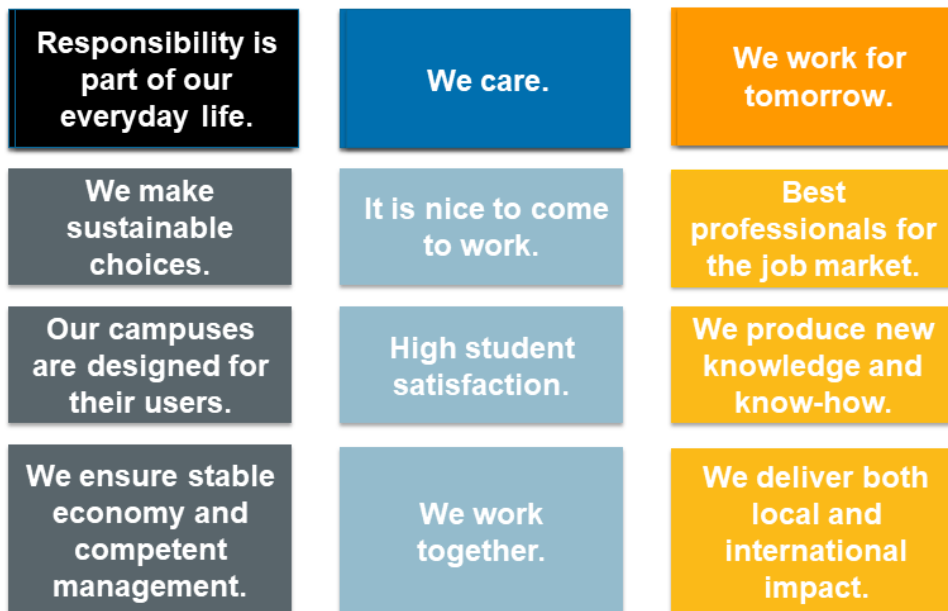 Responsibility is
part of our
everyday life.
We care.
We work for
tomorrow.
We make
sustainable
choices.
It is nice to come
to work.
Best
professionals for
the job market.
Our campuses
are designed for
their users.
High student
satisfaction.
We produce new
knowledge and
know-how.
We ensure stable
economy and
competent
management.
We work
together.
We deliver both
local and
international
impact.